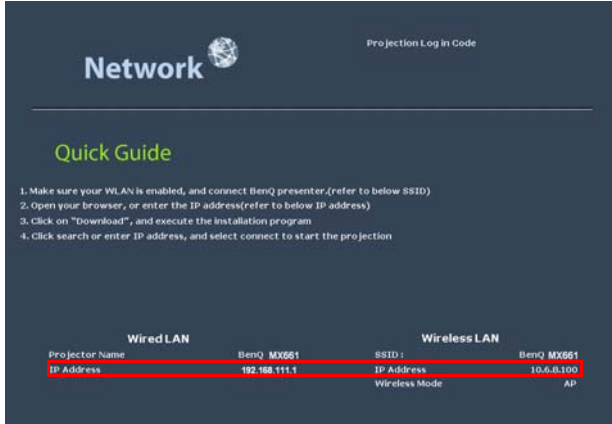 Projection Log in Code
Network
Quick Guide
1. Make sure your WLAN is enabled, and connect BenQ presenter.(refer to below SSID)
2. Open your browser, or enter the IP address(refer to below IP address)
3. Click on "Download", and execute the installation program
4. Click search or enter IP address, and select connect to start the projection
Wired LAN Wireless LAN
Projector Name BenQ MX661 SSID : BenQ MX661
IP Address 192.168.111.1 IP Address 10.6.8.100
Wireless Mode AP